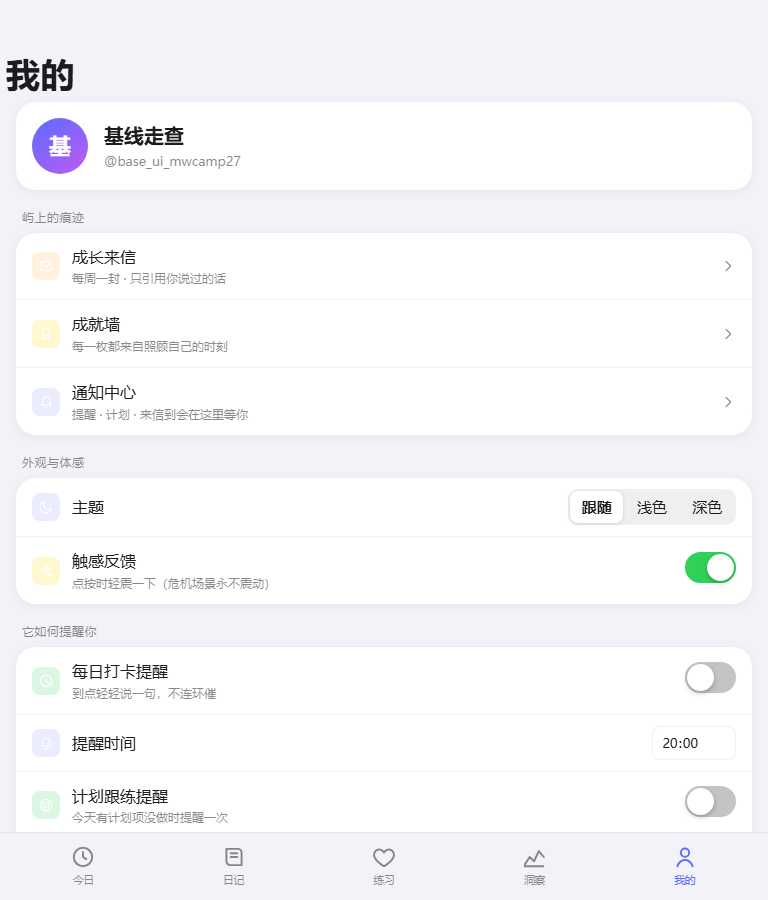 我的
基
基线走查
@base_ui_mwcamp27
屿上的痕迹
成长来信
每周一封 · 只引用你说过的话
成就墙
每一枚都来自照顾自己的时刻
通知中心
提醒 · 计划 · 来信到会在这里等你
外观与体感
主题
跟随 浅色 深色
触感反馈
点按时轻震一下（危机场景永不震动）
它如何提醒你
每日打卡提醒
到点轻轻说一句，不连环催
提醒时间
20:00
计划跟练提醒
今天有计划项没做时提醒一次
今日 日记 练习 洞察 我的